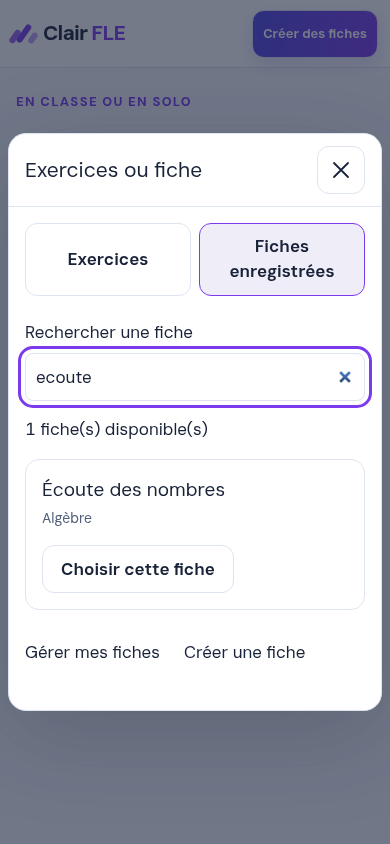 Clair FLE
Créer des fiches
EN CLASSE OU EN SOLO
Exercices ou fiche
Exercices
Fiches
enregistrées
Rechercher une fiche
ecoute
1 fiche(s) disponible(s)
Écoute des nombres
Algèbre
Choisir cette fiche
Gérer mes fiches
Créer une fiche